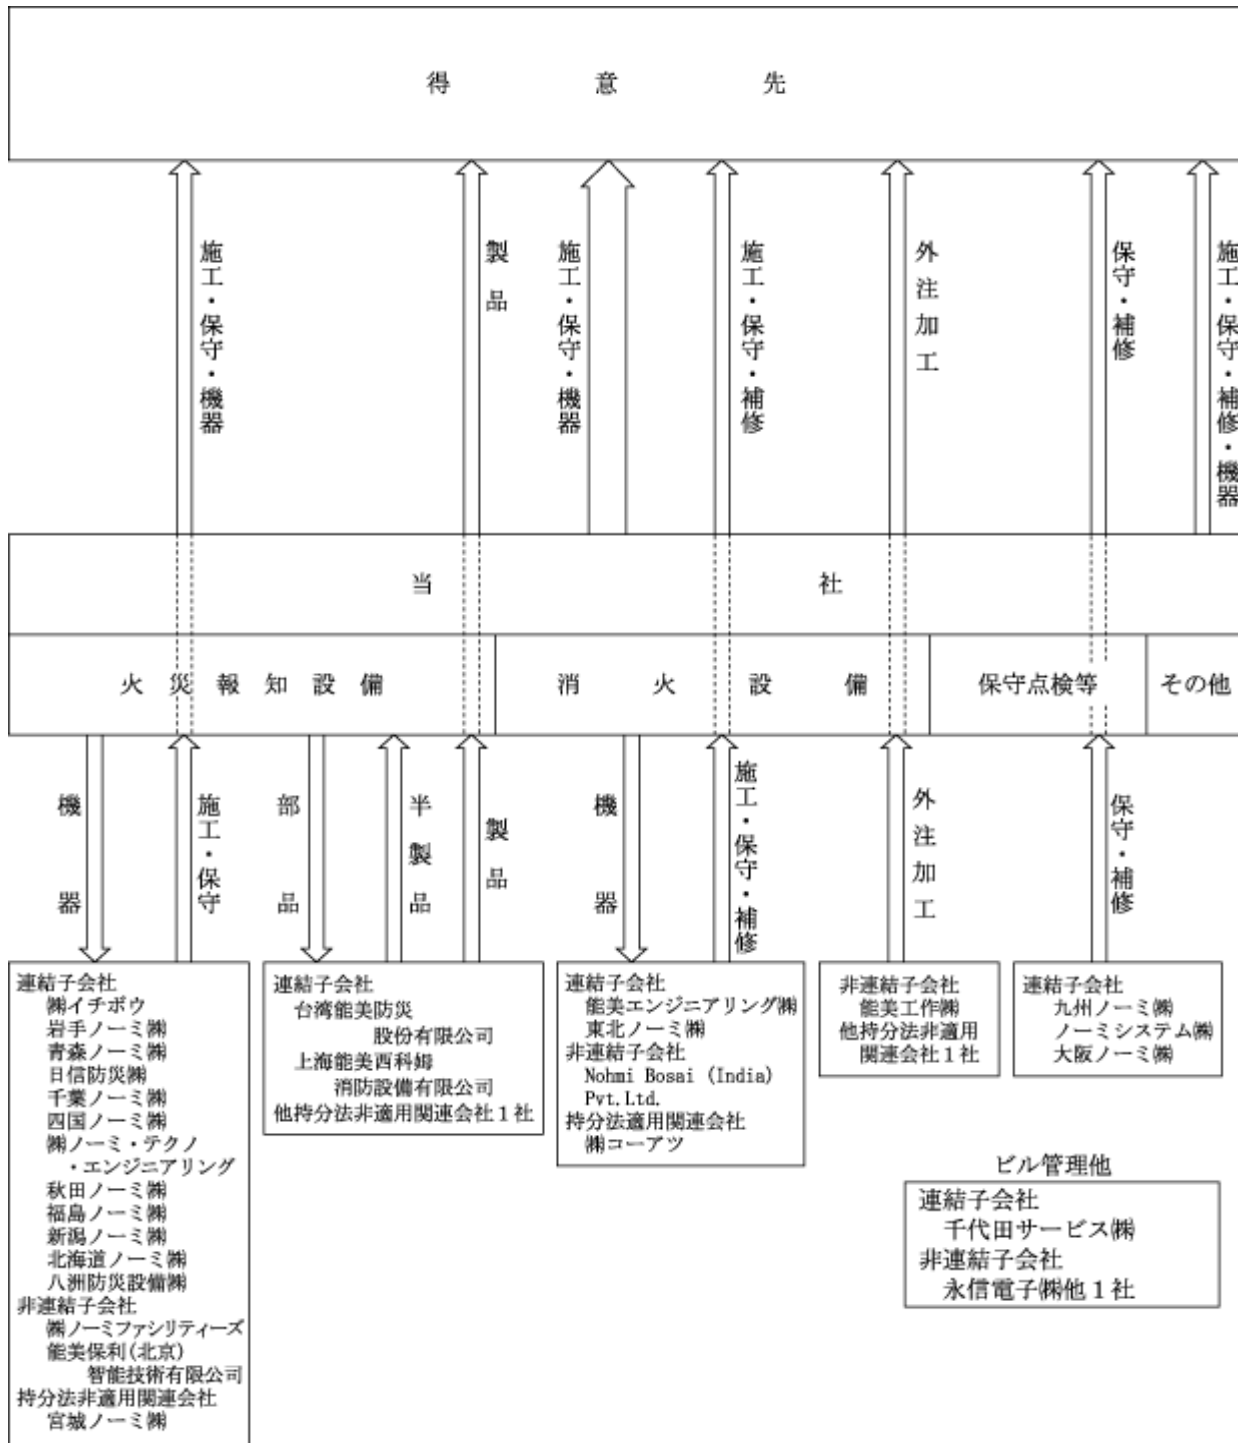 得意先
施工・保守・機器
製品
施工・保守・機器
施工・保守・補修
外注加工
保守・補修
施工・保守・補修・機器
当社
火災報知設備
消火設備
保守点検等
その他
機器
施工・保守
部品
半製品
製品
機器
施工・保守・補修
外注加工
保守・補修
連結子会社
㈱イチボウ
岩手ノーミ㈱
青森ノーミ㈱
日信防災㈱
千葉ノーミ㈱
四国ノーミ㈱
㈱ノーミ・テクノ
・エンジニアリング
秋田ノーミ㈱
福島ノーミ㈱
新潟ノーミ㈱
北海道ノーミ㈱
八洲防災設備㈱
非連結子会社
㈱ノーミファシリティーズ
能美保利(北京)
智能技術有限公司
持分法非適用関連会社
宮城ノーミ㈱
連結子会社
台湾能美防災
股份有限公司
上海能美西科姆
消防設備有限公司
他持分法非適用関連会社１社
連結子会社
能美エンジニアリング㈱
東北ノーミ㈱
非連結子会社
Nohmi Bosai (India)
Pvt.Ltd.
持分法適用関連会社
㈱コーアツ
非連結子会社
能美工作㈱
他持分法非適用
関連会社１社
連結子会社
九州ノーミ㈱
ノーミシステム㈱
大阪ノーミ㈱
ビル管理他
連結子会社
千代田サービス㈱
非連結子会社
永信電子㈱他１社